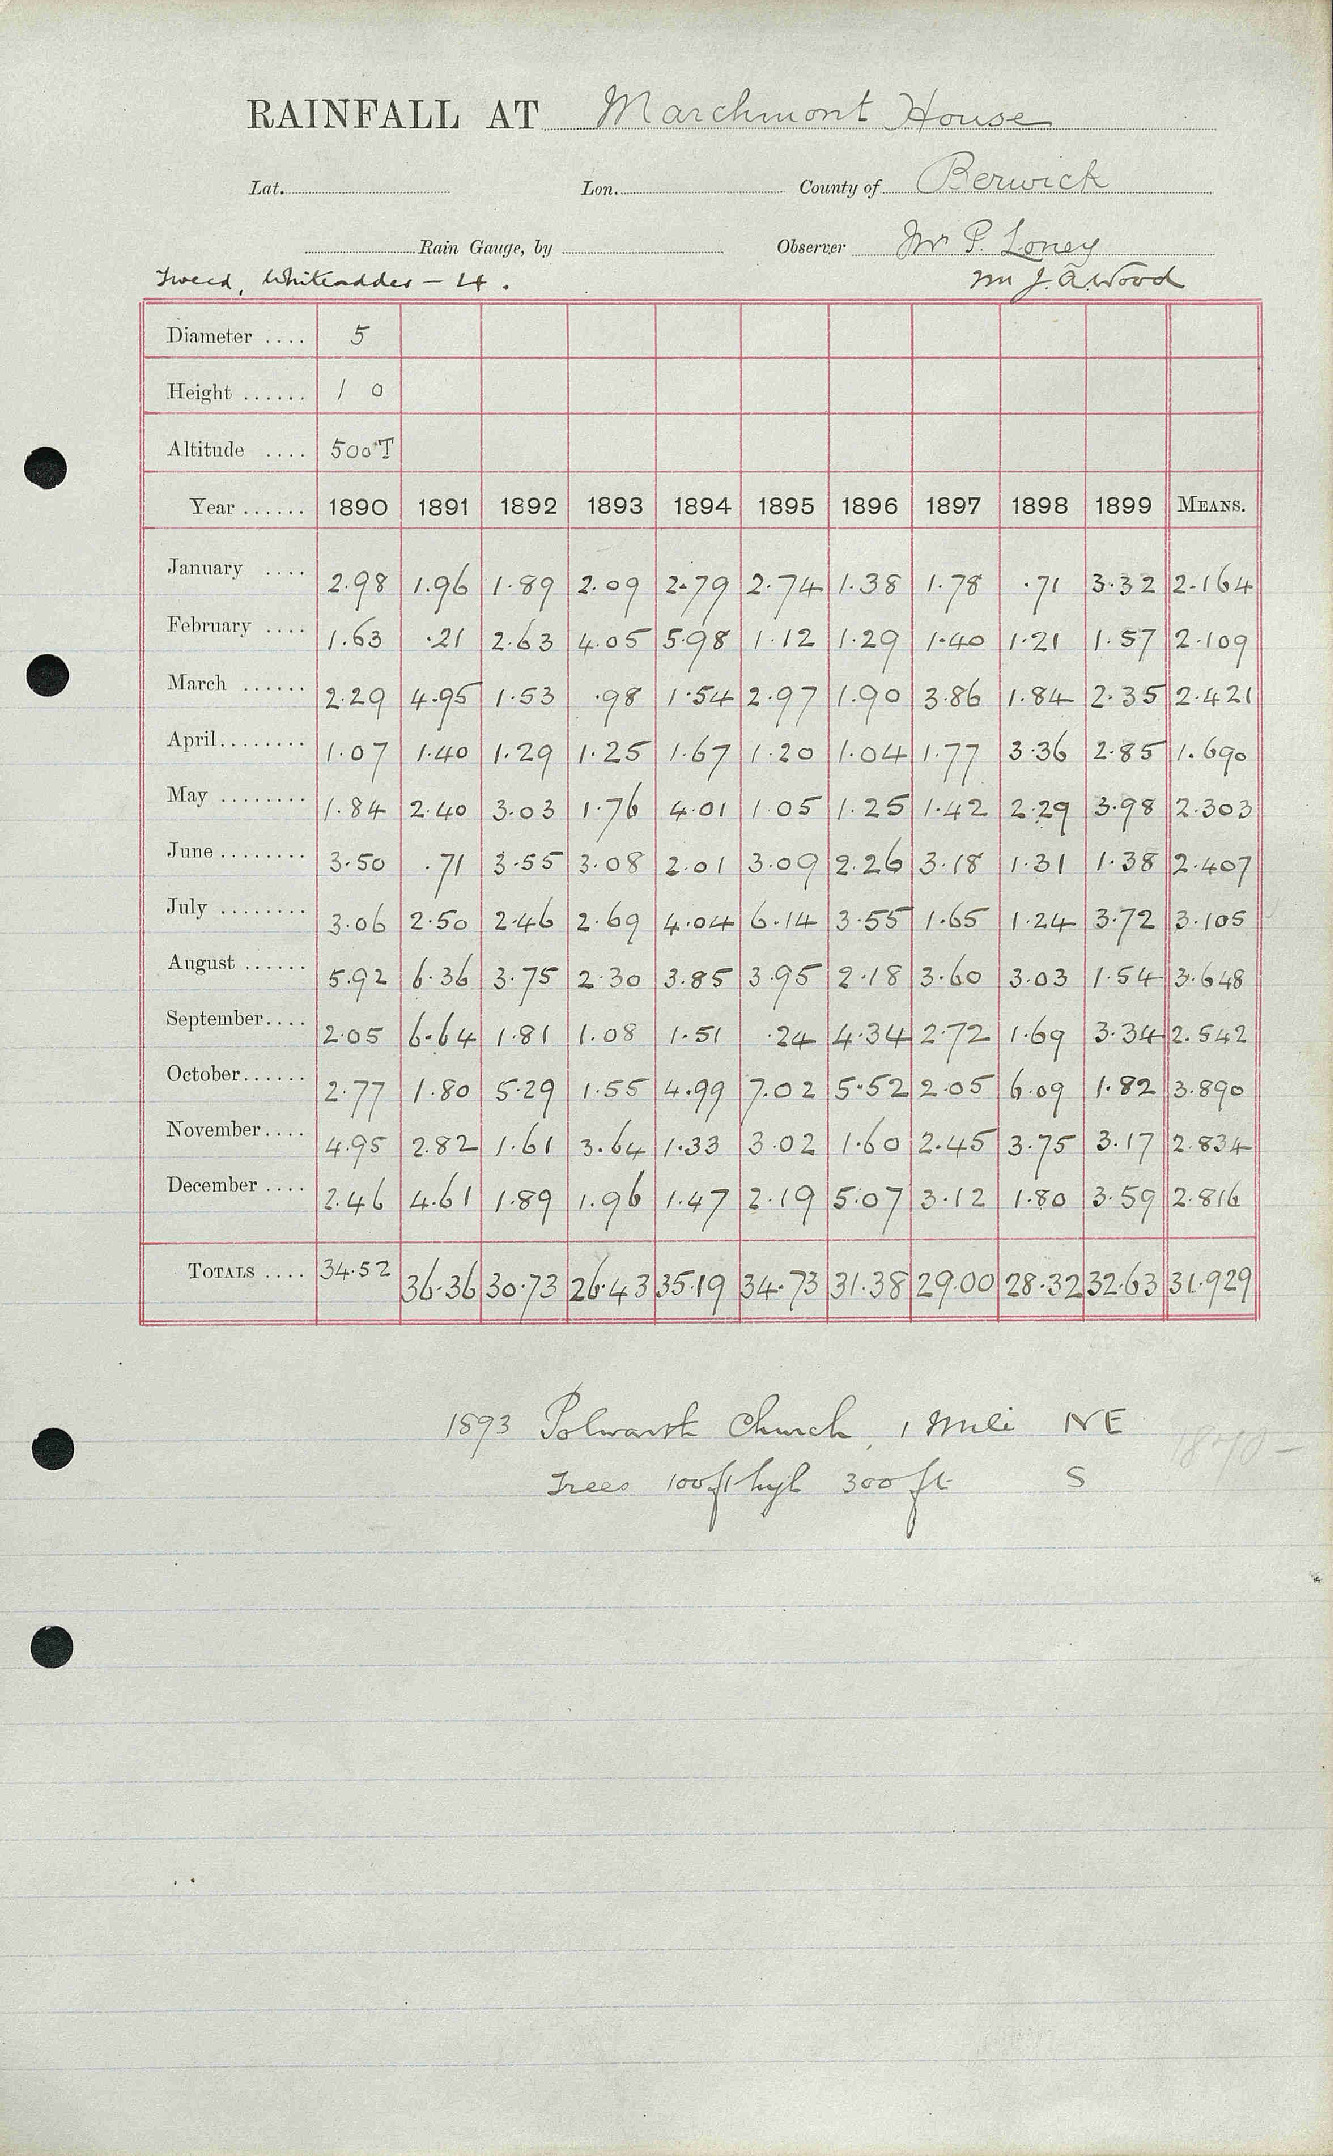 RAINFALL AT Marchmont House
Lat. Lon. County of Berwick
Rain Gauge, by Observer Mr P. Loney
Tweed, Whiteadder – 4. Mr J. A Wood
Diameter .... 5
Height ...... 1 0
Altitude .... 500 T
Year ...... 1890 1891 1892 1893 1894 1895 1896 1897 1898 1899 MEANS.
January .... 2.98 1.96 1.89 2.09 2.79 2.74 1.38 1.78 .71 3.32 2.164
February .... 1.63 .21 2.63 4.05 5.98 1.12 1.29 1.40 1.21 1.57 2.109
March ...... 2.29 4.95 1.53 .98 1.54 2.97 1.90 3.86 1.84 2.35 2.421
April........ 1.07 1.40 1.29 1.25 1.67 1.20 1.04 1.77 3.36 2.85 1.690
May ........ 1.84 2.40 3.03 1.76 4.01 1.05 1.25 1.42 2.29 3.98 2.303
June ........ 3.50 .71 3.55 3.08 2.01 3.09 2.26 3.18 1.31 1.38 2.407
July ........ 3.06 2.50 2.46 2.69 4.04 6.14 3.55 1.65 1.24 3.72 3.105
August ...... 5.92 6.36 3.75 2.30 3.85 3.95 2.18 3.60 3.03 1.54 3.648
September.... 2.05 6.64 1.81 1.08 1.51 .24 4.34 2.72 1.69 3.34 2.542
October...... 2.77 1.80 5.29 1.55 4.99 7.02 5.52 2.05 6.09 1.82 3.890
November.... 4.95 2.82 1.61 3.64 1.33 3.02 1.60 2.45 3.75 3.17 2.834
December .... 2.46 4.61 1.89 1.96 1.47 2.19 5.07 3.12 1.80 3.59 2.816
TOTALS .... 34.52 36.36 30.73 26.43 35.19 34.73 31.38 29.00 28.32 32.63 31.929
1893 Polwarth Church, 1 Mile NE
Trees 100 ft high 300 ft S